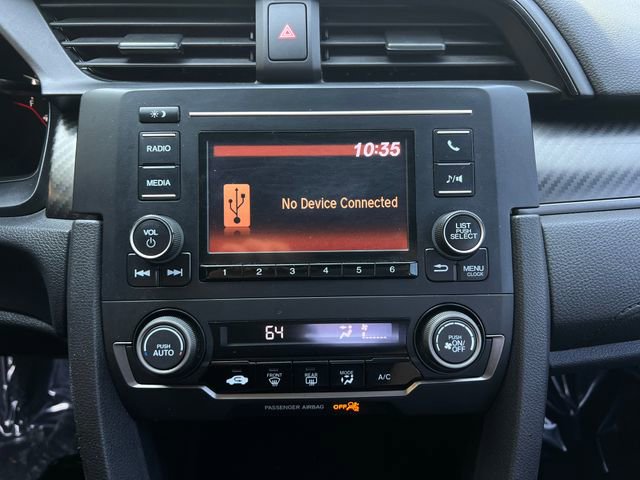 10:35
RADIO
MEDIA
No Device Connected
VOL
LIST
PUSH
SELECT
1 2 3 4 5 6
MENU
CLOCK
64
PUSH
AUTO
PUSH
ON/
OFF
FRONT
REAR
MODE
A/C
PASSENGER AIRBAG OFF